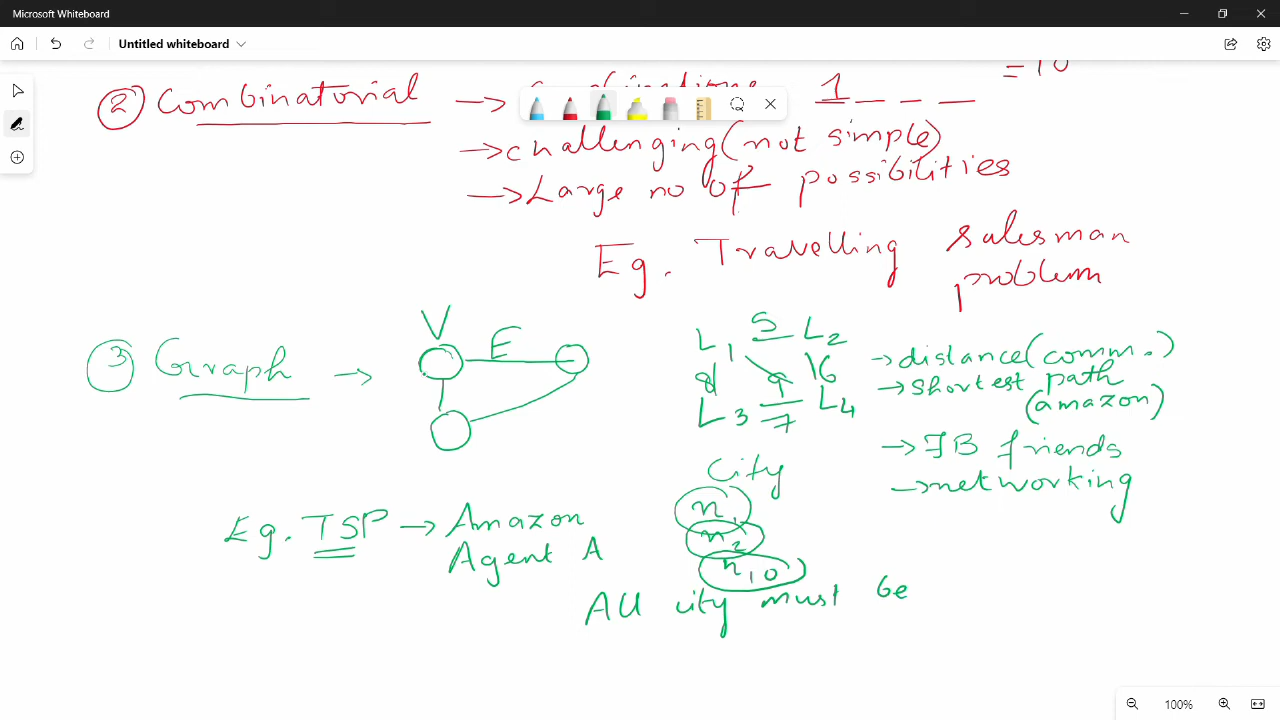 Microsoft Whiteboard
Untitled whiteboard
= 10
② Combinatorial → 1 _ _ _
→ challenging (not simple)
→ Large no of possibilities
Eg. Travelling salesman
problem
③ Graph →
V
E
L1 5 L2
8 9 16
L3 7 L4
→ distance (comm.)
→ shortest path
(amazon)
→ FB friends
→ networking
City
n1
n2
n10
Eg. TSP → Amazon
Agent A
All city must be
100%